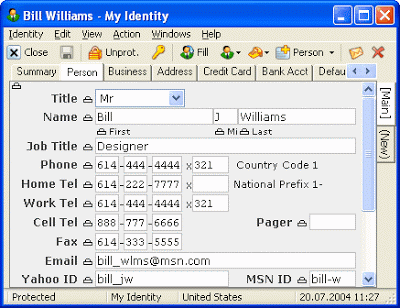 Bill Williams - My Identity
Identity Edit View Action Windows Help
Close Unprot. Fill Person
Summary Person Business Address Credit Card Bank Acct Defau
[Main]
(New)
Title Mr
Name Bill J Williams
First Mi Last
Job Title Designer
Phone 614-444-4444 x 321 Country Code 1
Home Tel 614-222-7777 x National Prefix 1-
Work Tel 614-444-4444 x 321
Cell Tel 888-777-6666 Pager
Fax 614-333-5555
Email bill_wlms@msn.com
Yahoo ID bill_jw MSN ID bill-w
Protected My Identity United States 20.07.2004 11:27